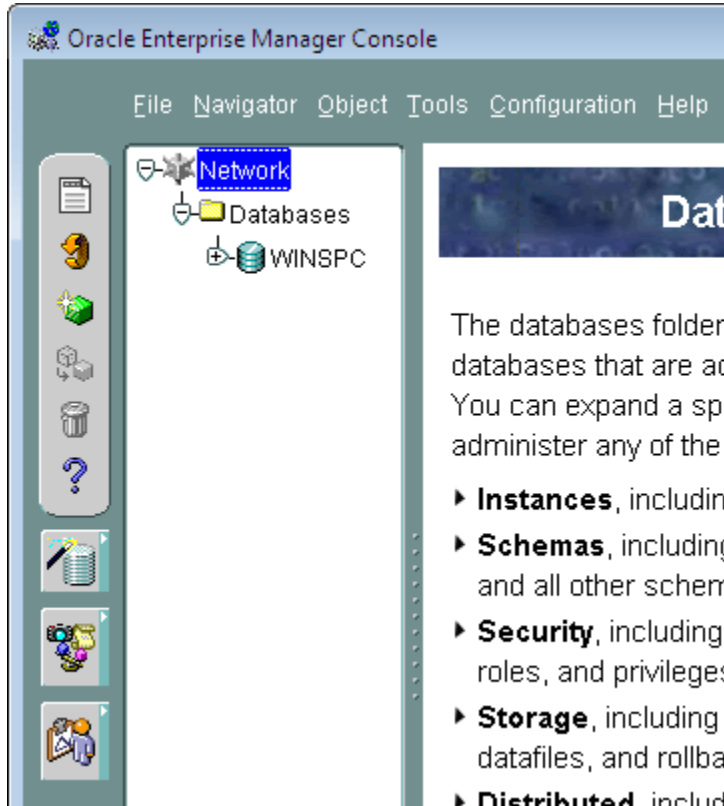 Oracle Enterprise Manager Console
File Navigator Object Tools Configuration Help
Network
Databases
WINSPC
Dat
The databases folder
databases that are ac
You can expand a sp
administer any of the
Instances, includin
Schemas, including
and all other schem
Security, including
roles, and privileges
Storage, including
datafiles, and rollba
Distributed, includ